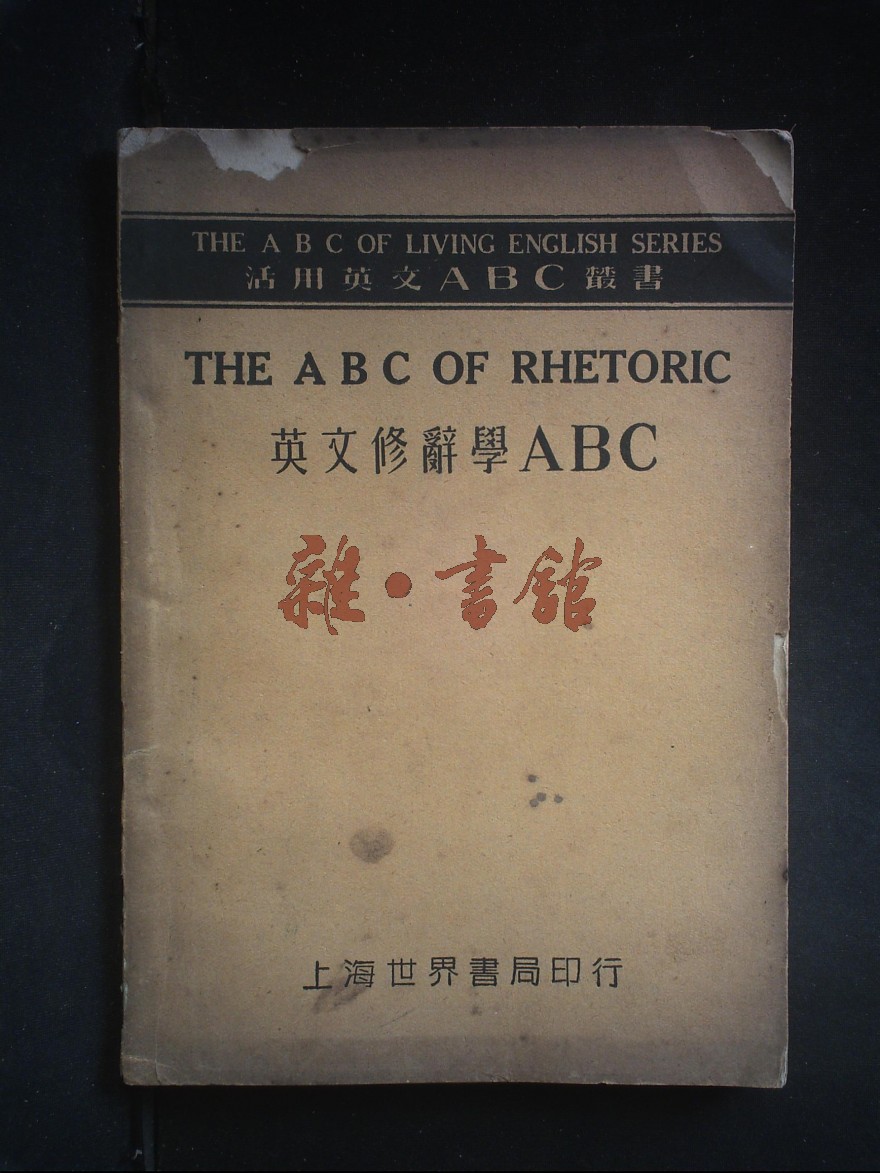 THE A B C OF LIVING ENGLISH SERIES
活用英文ABC叢書
THE A B C OF RHETORIC
英文修辭學ABC
雜·書館
上海世界書局印行